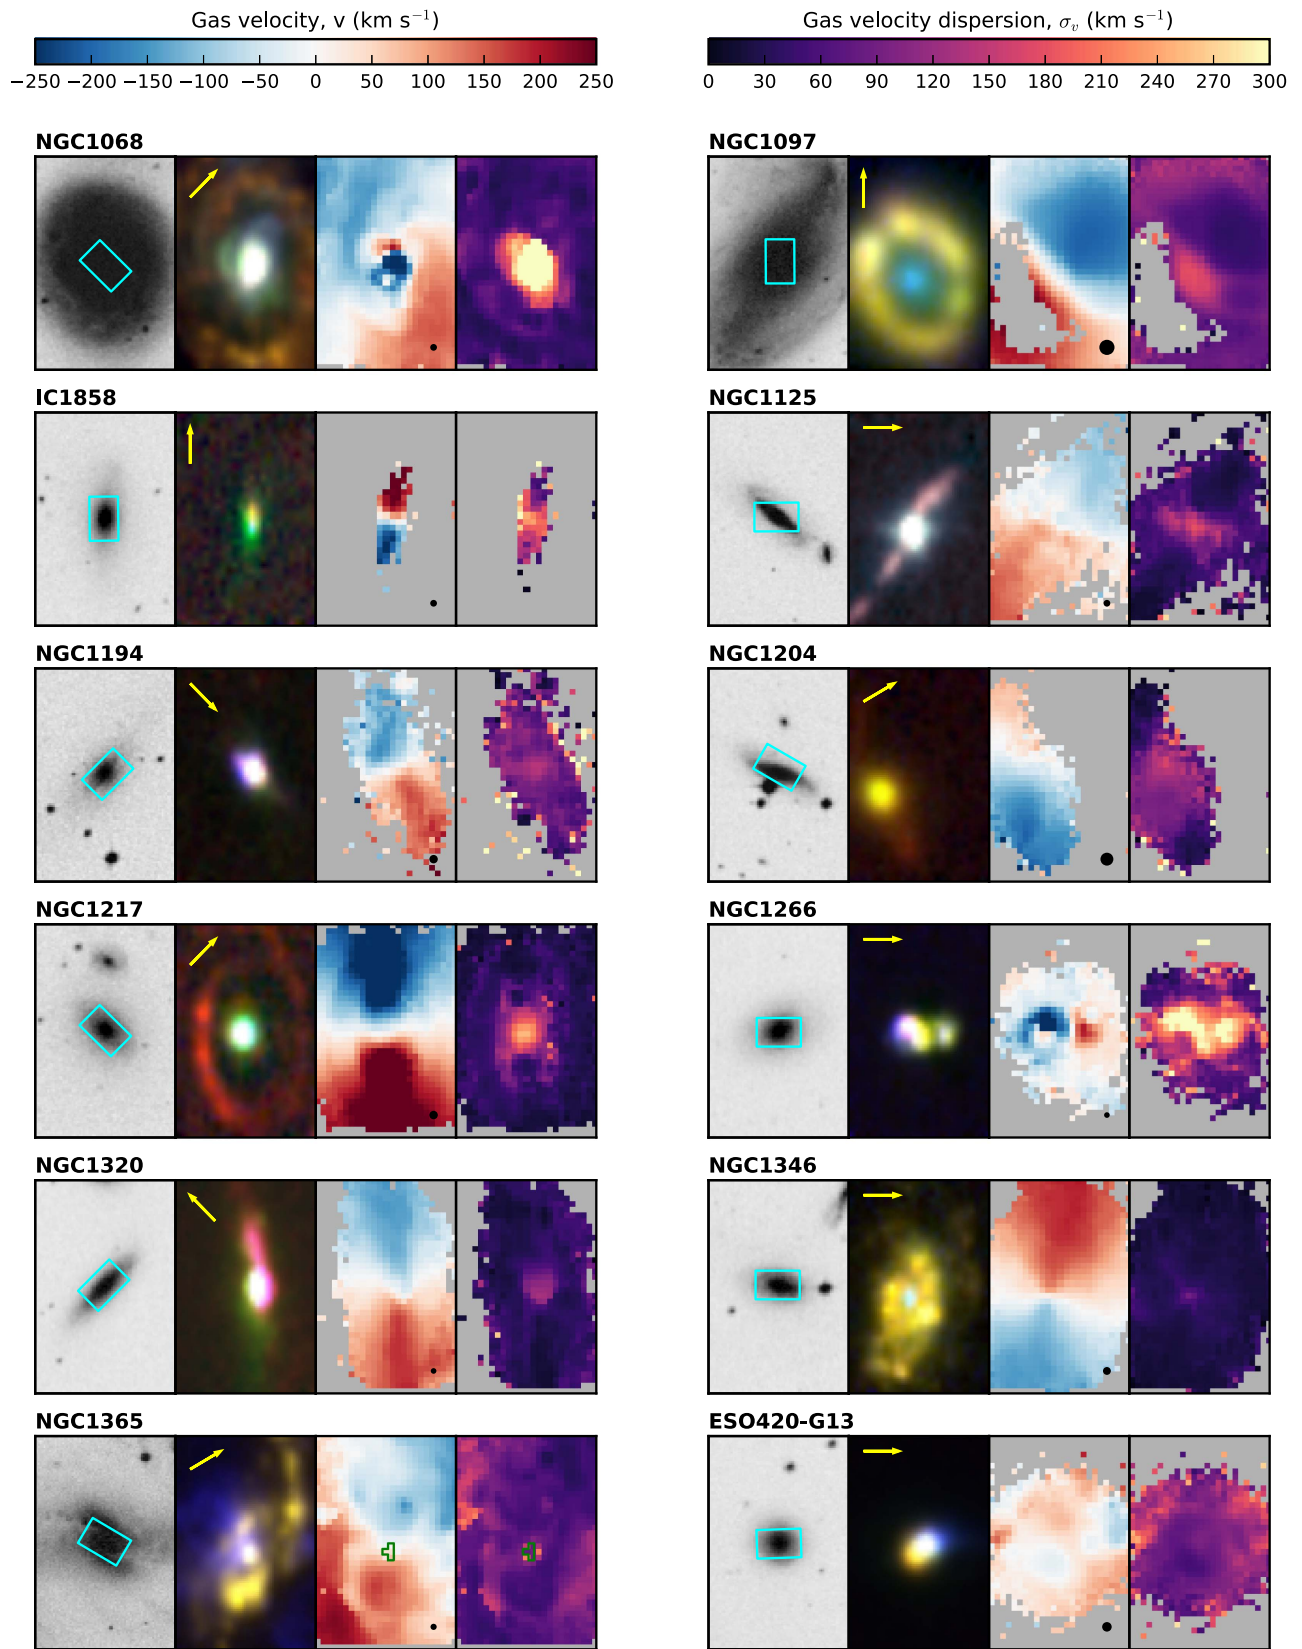 Gas velocity, v (km s⁻¹)
−250 −200 −150 −100 −50 0 50 100 150 200 250
Gas velocity dispersion, σᵥ (km s⁻¹)
0 30 60 90 120 150 180 210 240 270 300
NGC1068
NGC1097
IC1858
NGC1125
NGC1194
NGC1204
NGC1217
NGC1266
NGC1320
NGC1346
NGC1365
ESO420-G13